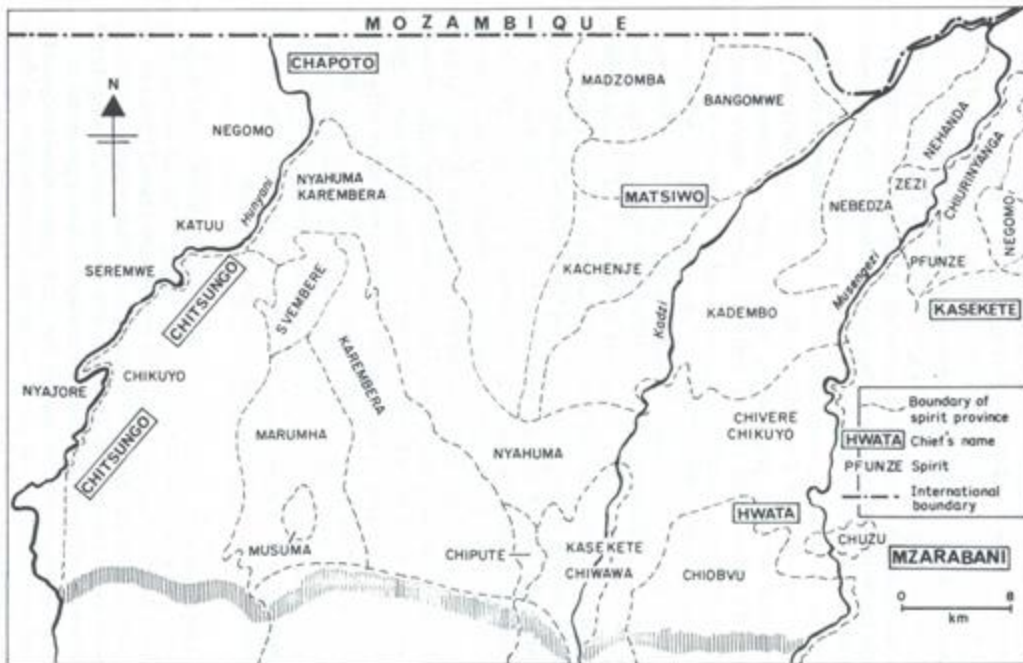 MOZAMBIQUE
CHAPOTO
N
MADZOMBA
BANGOMWE
NEGOMO
NEHANDA
NYAHUMA
KAREMBERA
Hunyani
ZEZI
CHIURINYANGA
MATSIWO
NEBEDZA
NEGOMO
KATUU
SEREMWE
CHITSUNGO
SVEMBERE
KACHENJE
PFUNZE
Musengezi
KASEKETE
Kadzi
KADEMBO
KAREMBERA
NYAJORE
CHIKUYO
CHITSUNGO
MARUMHA
NYAHUMA
CHIVERE
CHIKUYO
Boundary of
spirit province
HWATA Chief's name
PFUNZE Spirit
International
boundary
HWATA
CHUZU
MUSUMA
CHIPUTE
KASEKETE
CHIWAWA
CHIOBVU
MZARABANI
0 8
km